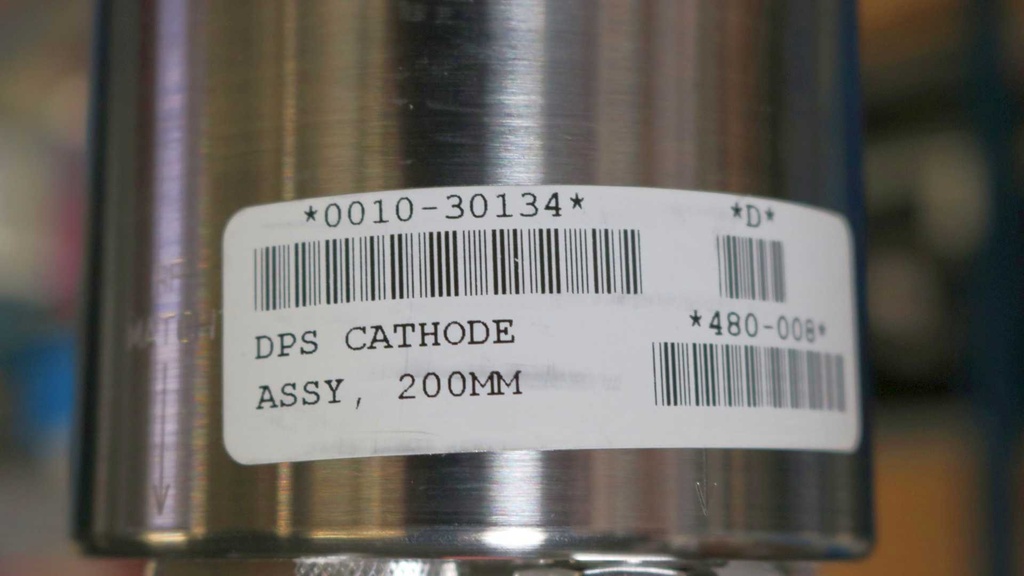 *0010-30134*
*D*
DPS CATHODE
ASSY, 200MM
*480-008*